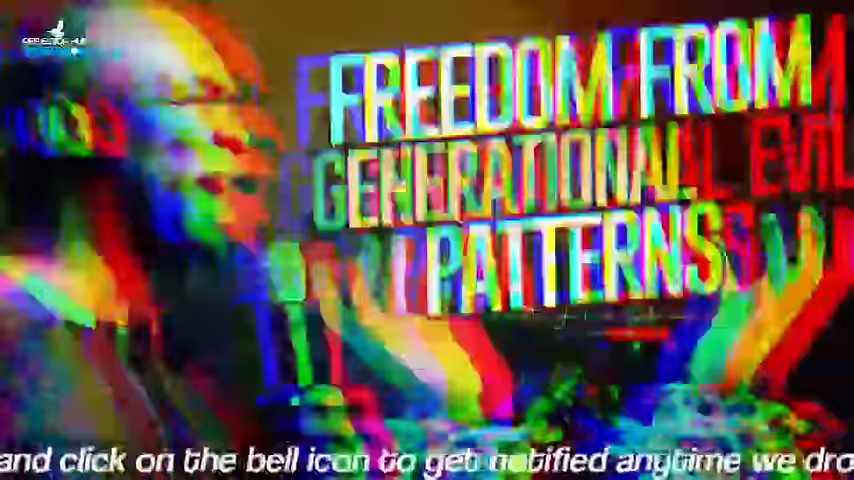 FREEDOM FROM
GENERATIONAL EVIL
PATTERNS
and click on the bell icon to get notified anytime we dro